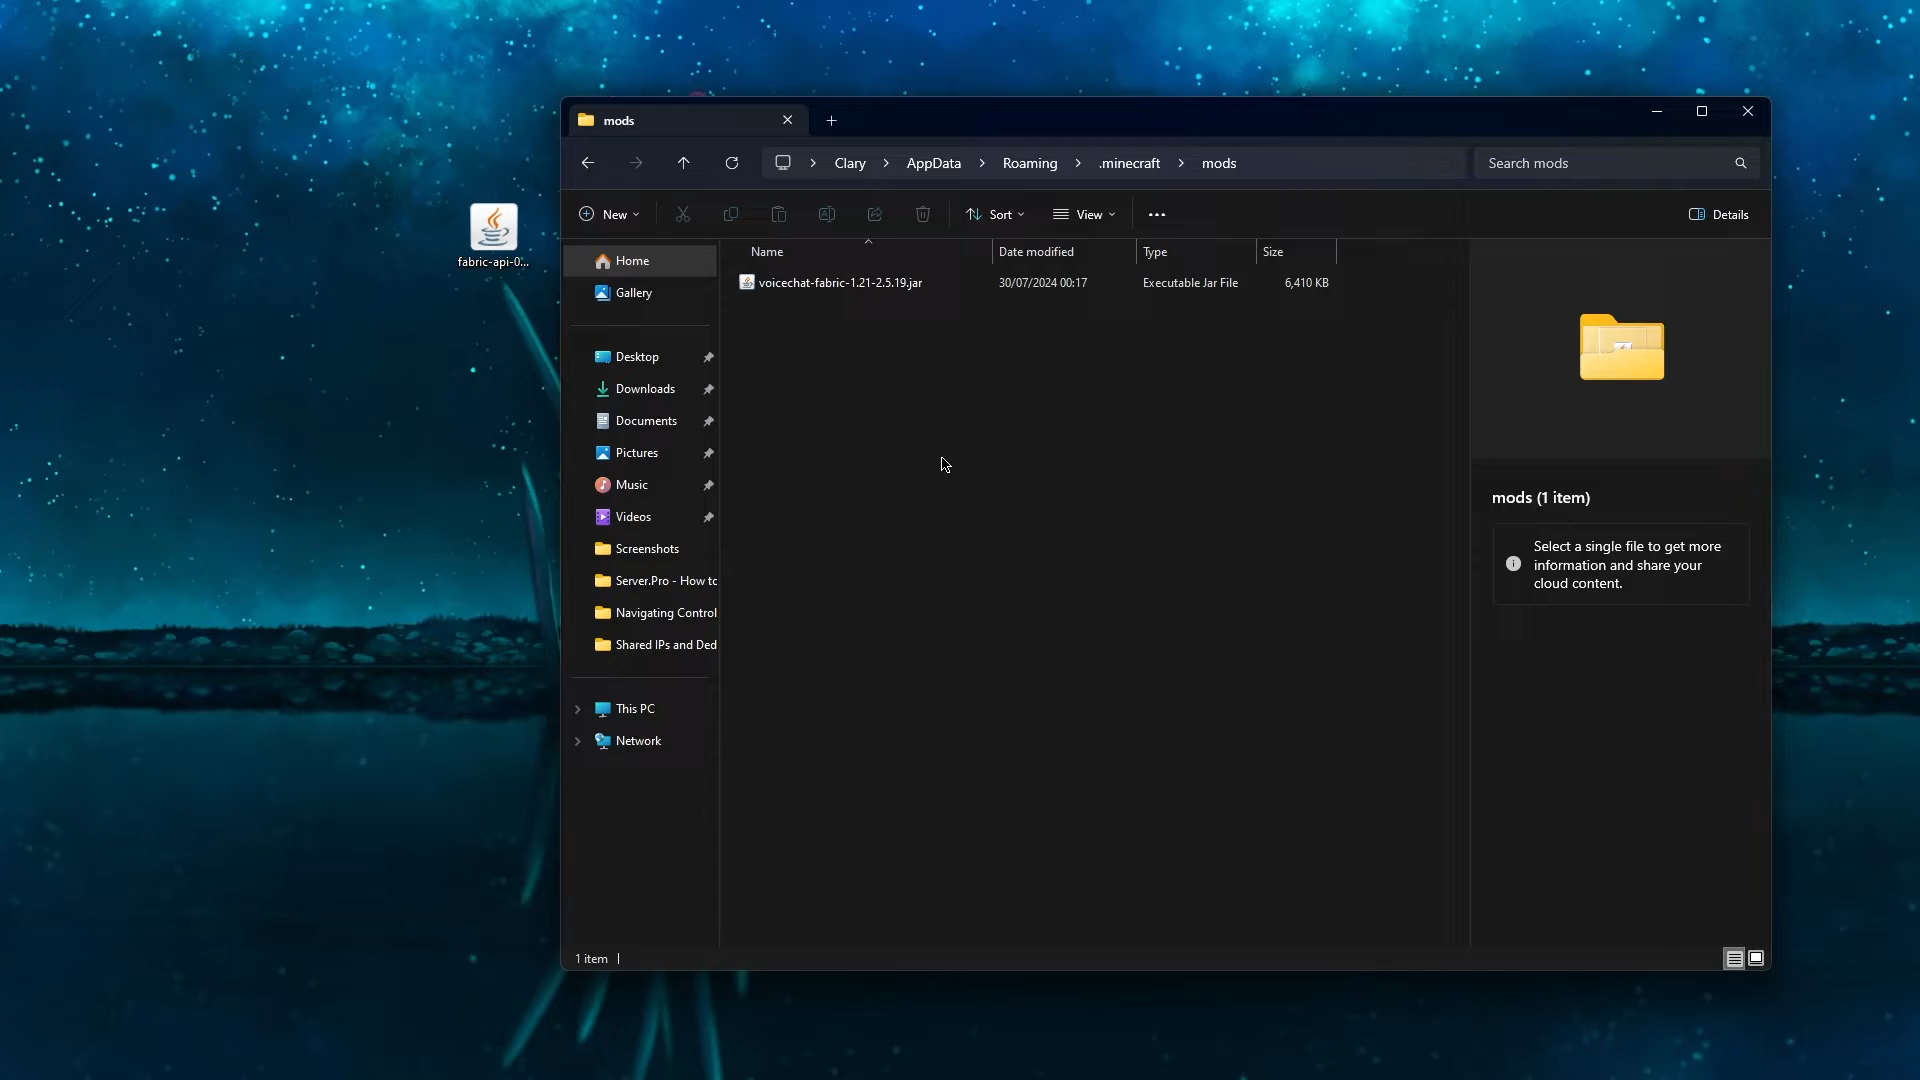 fabric-api-0...
mods
Clary
AppData
Roaming
.minecraft
mods
Search mods
New
Sort
View
Details
Home
Gallery
Desktop
Downloads
Documents
Pictures
Music
Videos
Screenshots
Server.Pro - How to
Navigating Control
Shared IPs and Ded
This PC
Network
Name Date modified Type Size
voicechat-fabric-1.21-2.5.19.jar 30/07/2024 00:17 Executable Jar File 6,410 KB
mods (1 item)
Select a single file to get more
information and share your
cloud content.
1 item